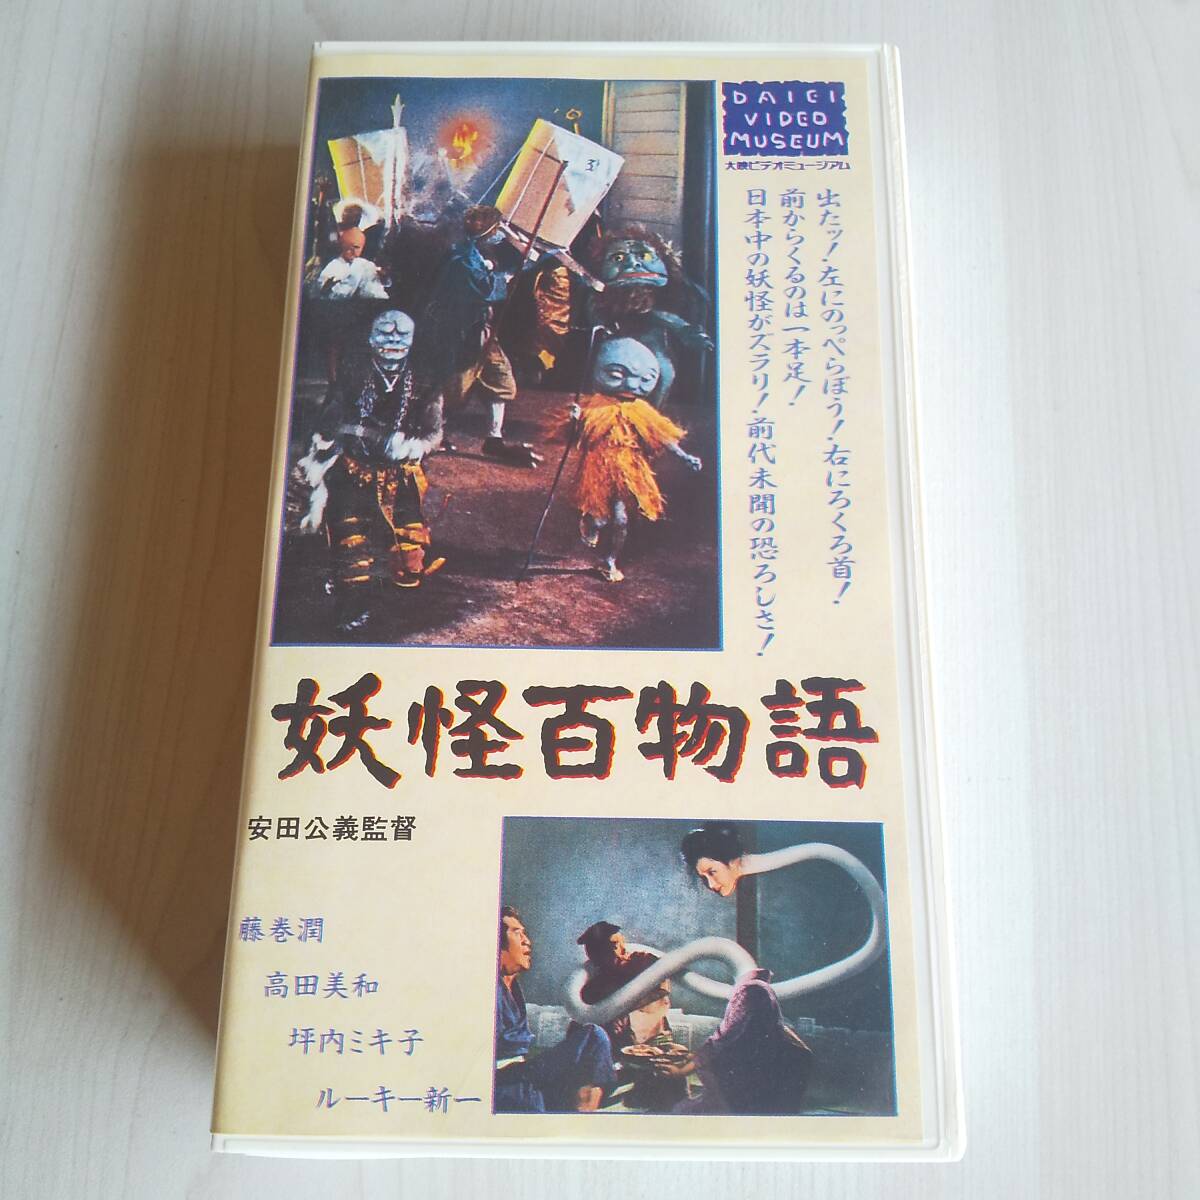 DAIEI
VIDEO
MUSEUM
大映ビデオミュージアム
出たッ！左にのっぺらぼう！右にろくろ首！
前からくるのは一本足！
日本中の妖怪がズラリ！前代未聞の恐ろしさ！
妖怪百物語
安田公義監督
藤巻潤
高田美和
坪内ミキ子
ルーキー新一